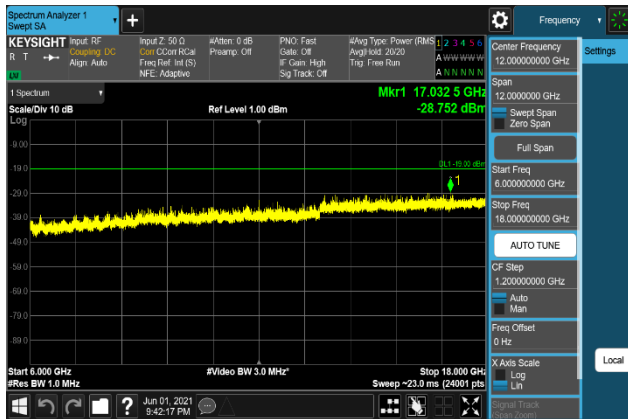 Spectrum Analyzer 1
Swept SA
Frequency
KEYSIGHT
R T
LU
Input: RF
Coupling: DC
Align: Auto
Input Z: 50 Ω
Corr CCorr RCal
Freq Ref: Int (S)
NFE: Adaptive
#Atten: 0 dB
Preamp: Off
PNO: Fast
Gate: Off
IF Gain: High
Sig Track: Off
#Avg Type: Power (RMS
Avg|Hold: 20/20
Trig: Free Run
1 2 3 4 5 6
A W W W W W
A N N N N N
1 Spectrum
Scale/Div 10 dB
Log
Ref Level 1.00 dBm
Mkr1 17.032 5 GHz
-28.752 dBm
-9.00
-19.0
-29.0
-39.0
-49.0
-59.0
-69.0
-79.0
-89.0
DL1 -19.00 dBm
1
Start 6.000 GHz
#Res BW 1.0 MHz
#Video BW 3.0 MHz*
Stop 18.000 GHz
Sweep ~23.0 ms (24001 pts
Jun 01, 2021
9:42:17 PM
?
Center Frequency
12.000000000 GHz
Span
12.0000000 GHz
Swept Span
Zero Span
Full Span
Start Freq
6.000000000 GHz
Stop Freq
18.000000000 GHz
AUTO TUNE
CF Step
1.200000000 GHz
Auto
Man
Freq Offset
0 Hz
X Axis Scale
Log
Lin
Signal Track
(Span Zoom)
Settings
Local